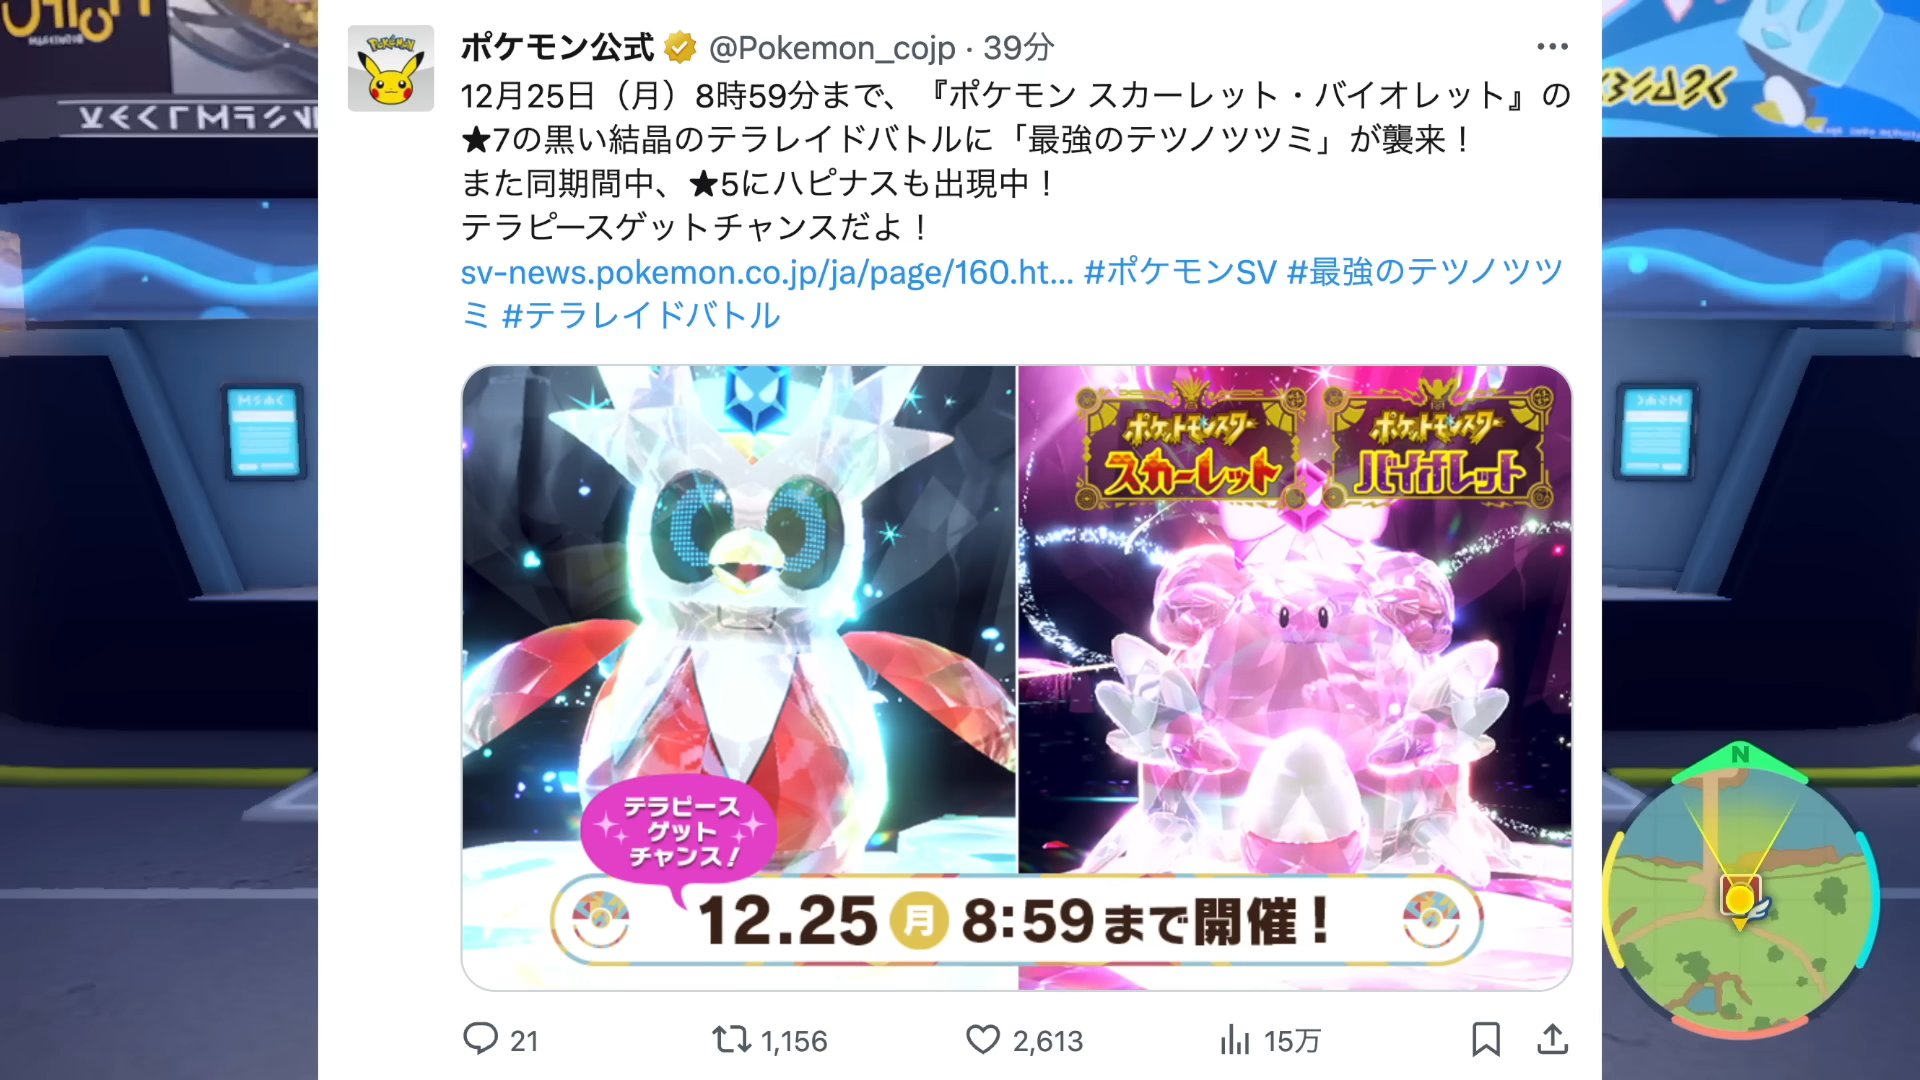 ポケモン公式 @Pokemon_cojp · 39分
12月25日（月）8時59分まで、『ポケモン スカーレット・バイオレット』の
★7の黒い結晶のテラレイドバトルに「最強のテツノツツミ」が襲来！
また同期間中、★5にハピナスも出現中！
テラピースゲットチャンスだよ！
sv-news.pokemon.co.jp/ja/page/160.ht... #ポケモンSV #最強のテツノツツ
ミ #テラレイドバトル
ポケットモンスター
スカーレット
ポケットモンスター
バイオレット
テラピース
ゲット
チャンス！
12.25 月 8:59まで開催！
21 1,156 2,613 15万
N